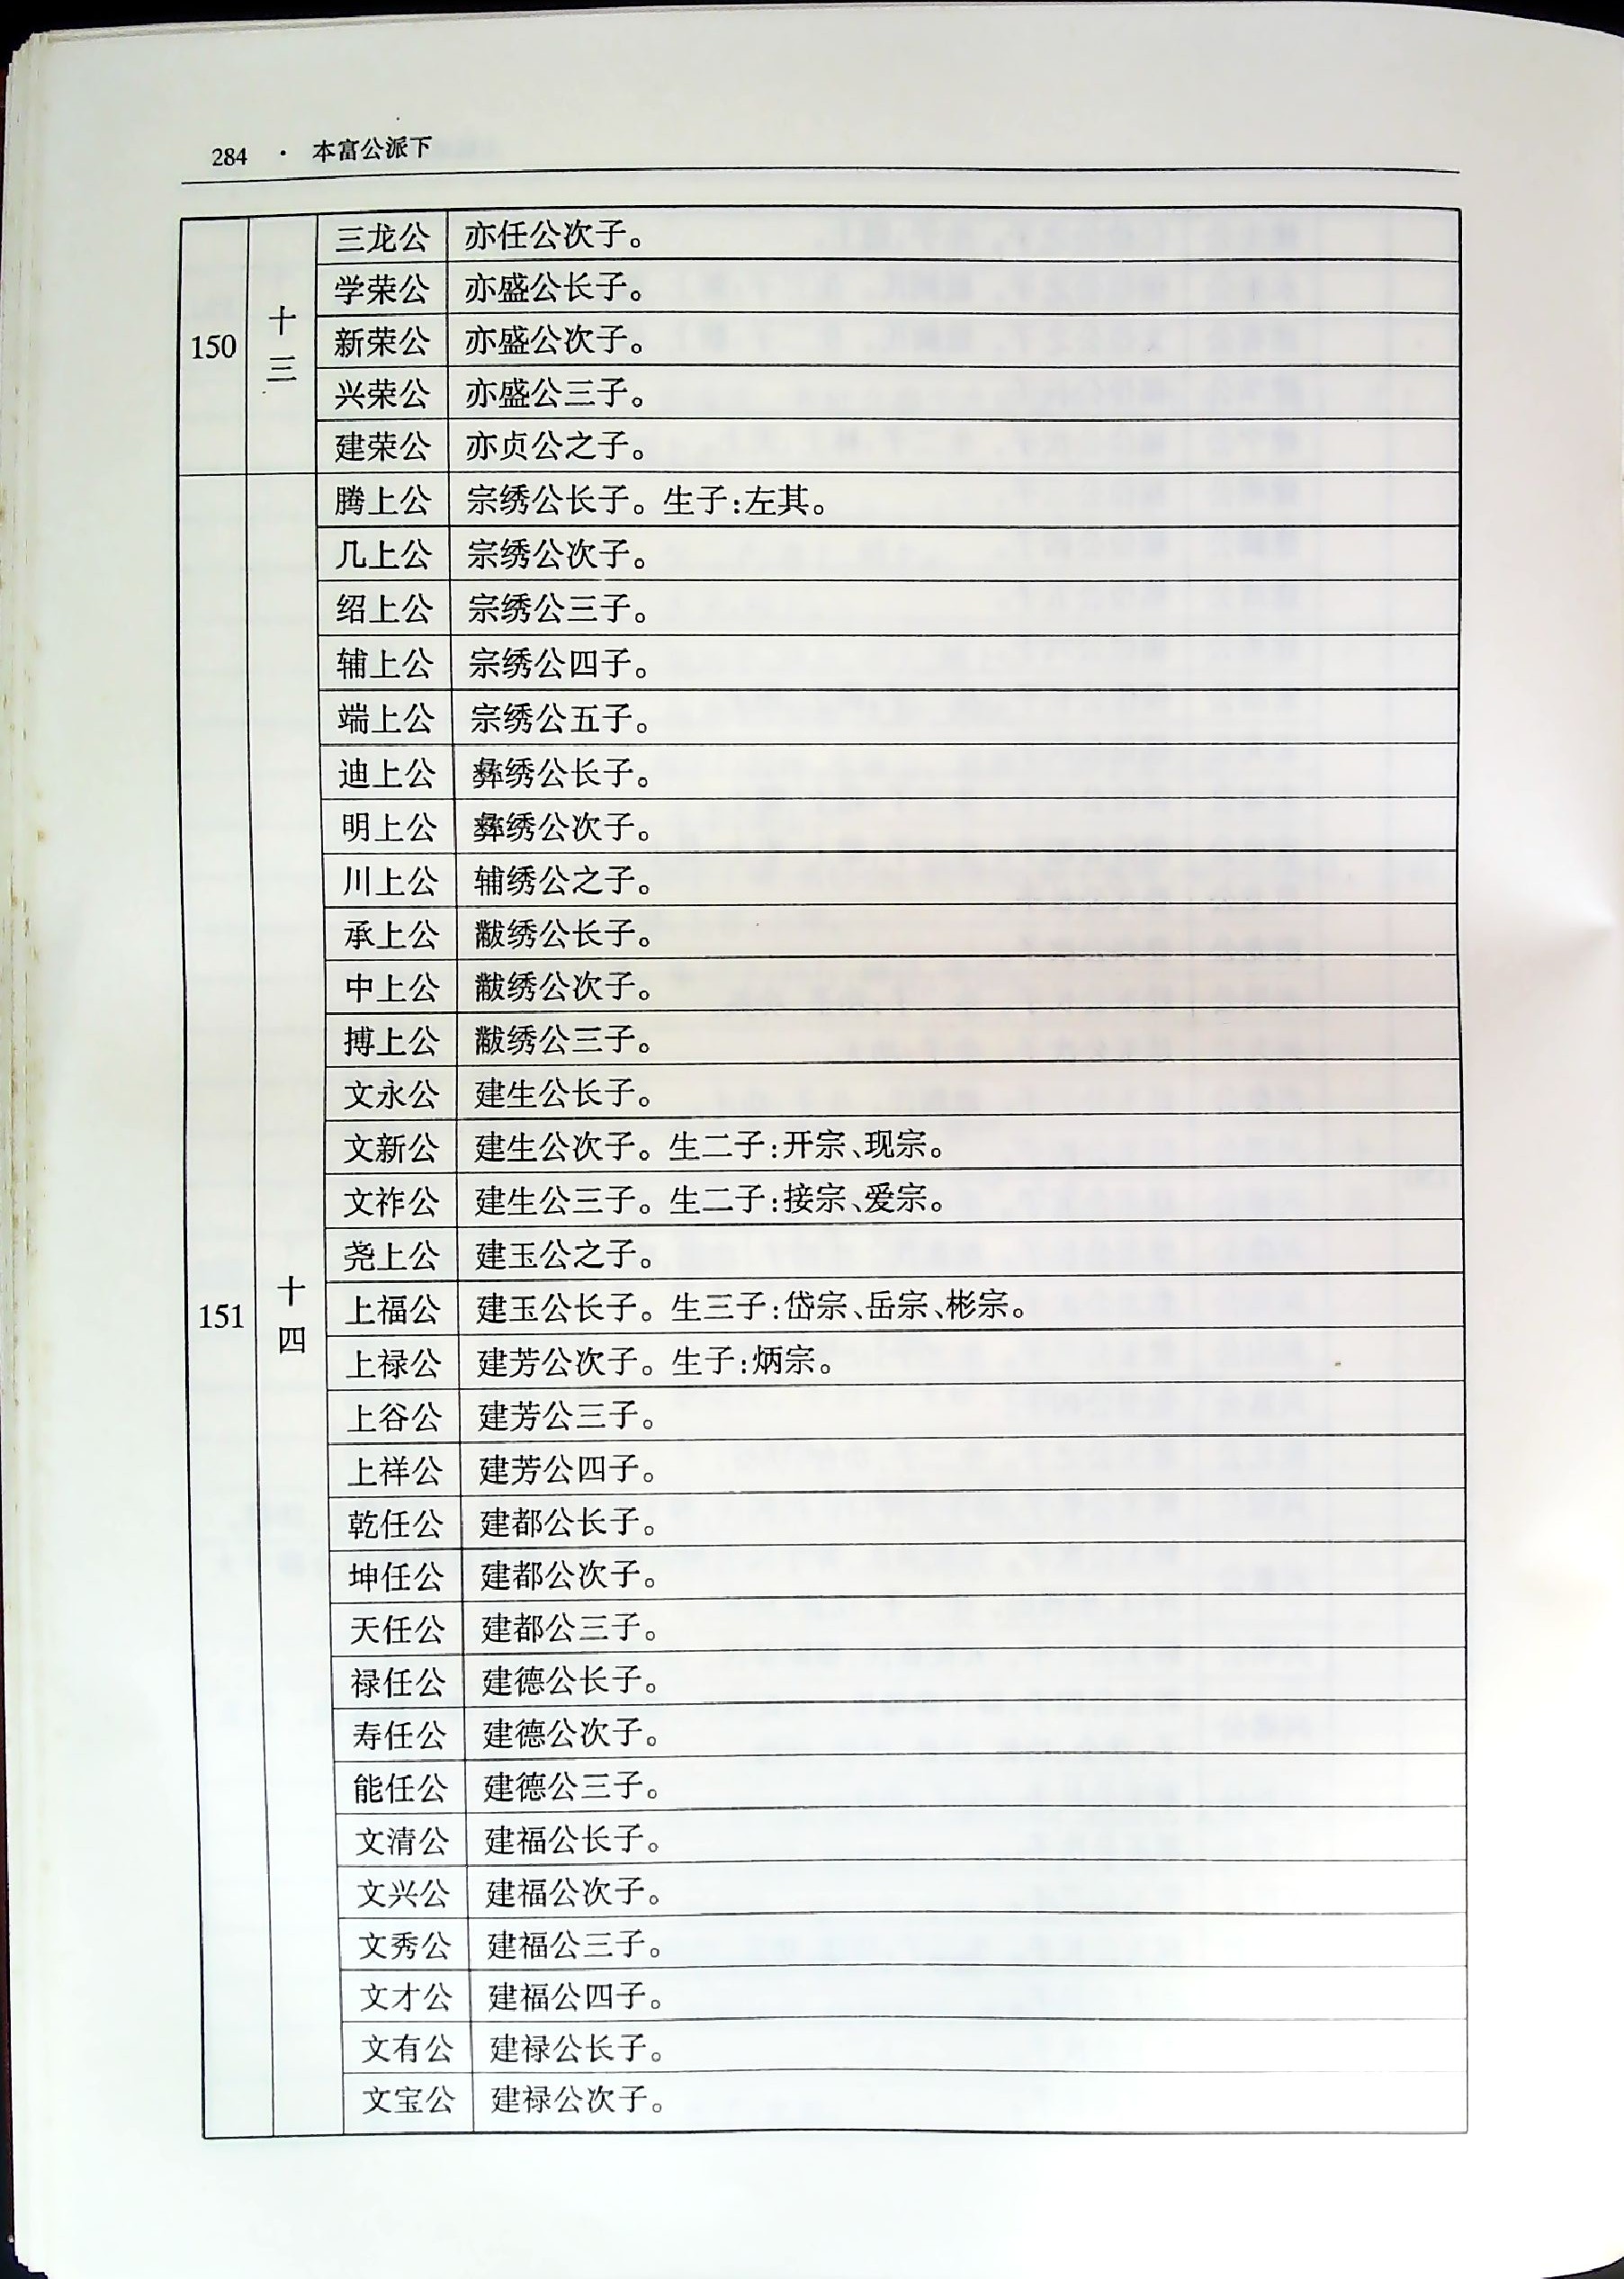 284 · 本富公派下
150
十三
三龙公 亦任公次子。
学荣公 亦盛公长子。
新荣公 亦盛公次子。
兴荣公 亦盛公三子。
建荣公 亦贞公之子。
151
十四
腾上公 宗绣公长子。生子:左其。
几上公 宗绣公次子。
绍上公 宗绣公三子。
辅上公 宗绣公四子。
端上公 宗绣公五子。
迪上公 彝绣公长子。
明上公 彝绣公次子。
川上公 辅绣公之子。
承上公 黻绣公长子。
中上公 黻绣公次子。
搏上公 黻绣公三子。
文永公 建生公长子。
文新公 建生公次子。生二子:开宗、现宗。
文祚公 建生公三子。生二子:接宗、爱宗。
尧上公 建玉公之子。
上福公 建玉公长子。生三子:岱宗、岳宗、彬宗。
上禄公 建芳公次子。生子:炳宗。
上谷公 建芳公三子。
上祥公 建芳公四子。
乾任公 建都公长子。
坤任公 建都公次子。
天任公 建都公三子。
禄任公 建德公长子。
寿任公 建德公次子。
能任公 建德公三子。
文清公 建福公长子。
文兴公 建福公次子。
文秀公 建福公三子。
文才公 建福公四子。
文有公 建禄公长子。
文宝公 建禄公次子。